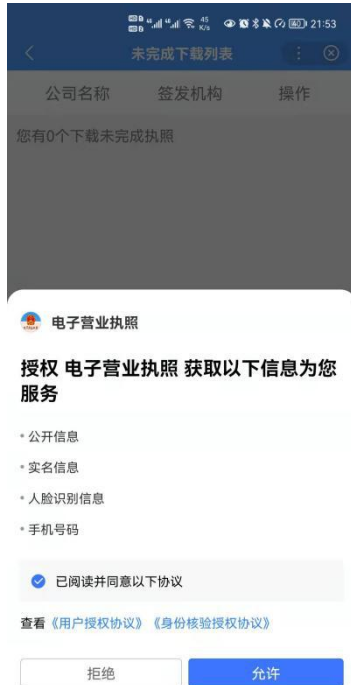 45
K/s
40
21:53
未完成下载列表
公司名称 签发机构 操作
您有0个下载未完成执照
电子营业执照
授权 电子营业执照 获取以下信息为您
服务
• 公开信息
• 实名信息
• 人脸识别信息
• 手机号码
已阅读并同意以下协议
查看《用户授权协议》《身份核验授权协议》
拒绝 允许